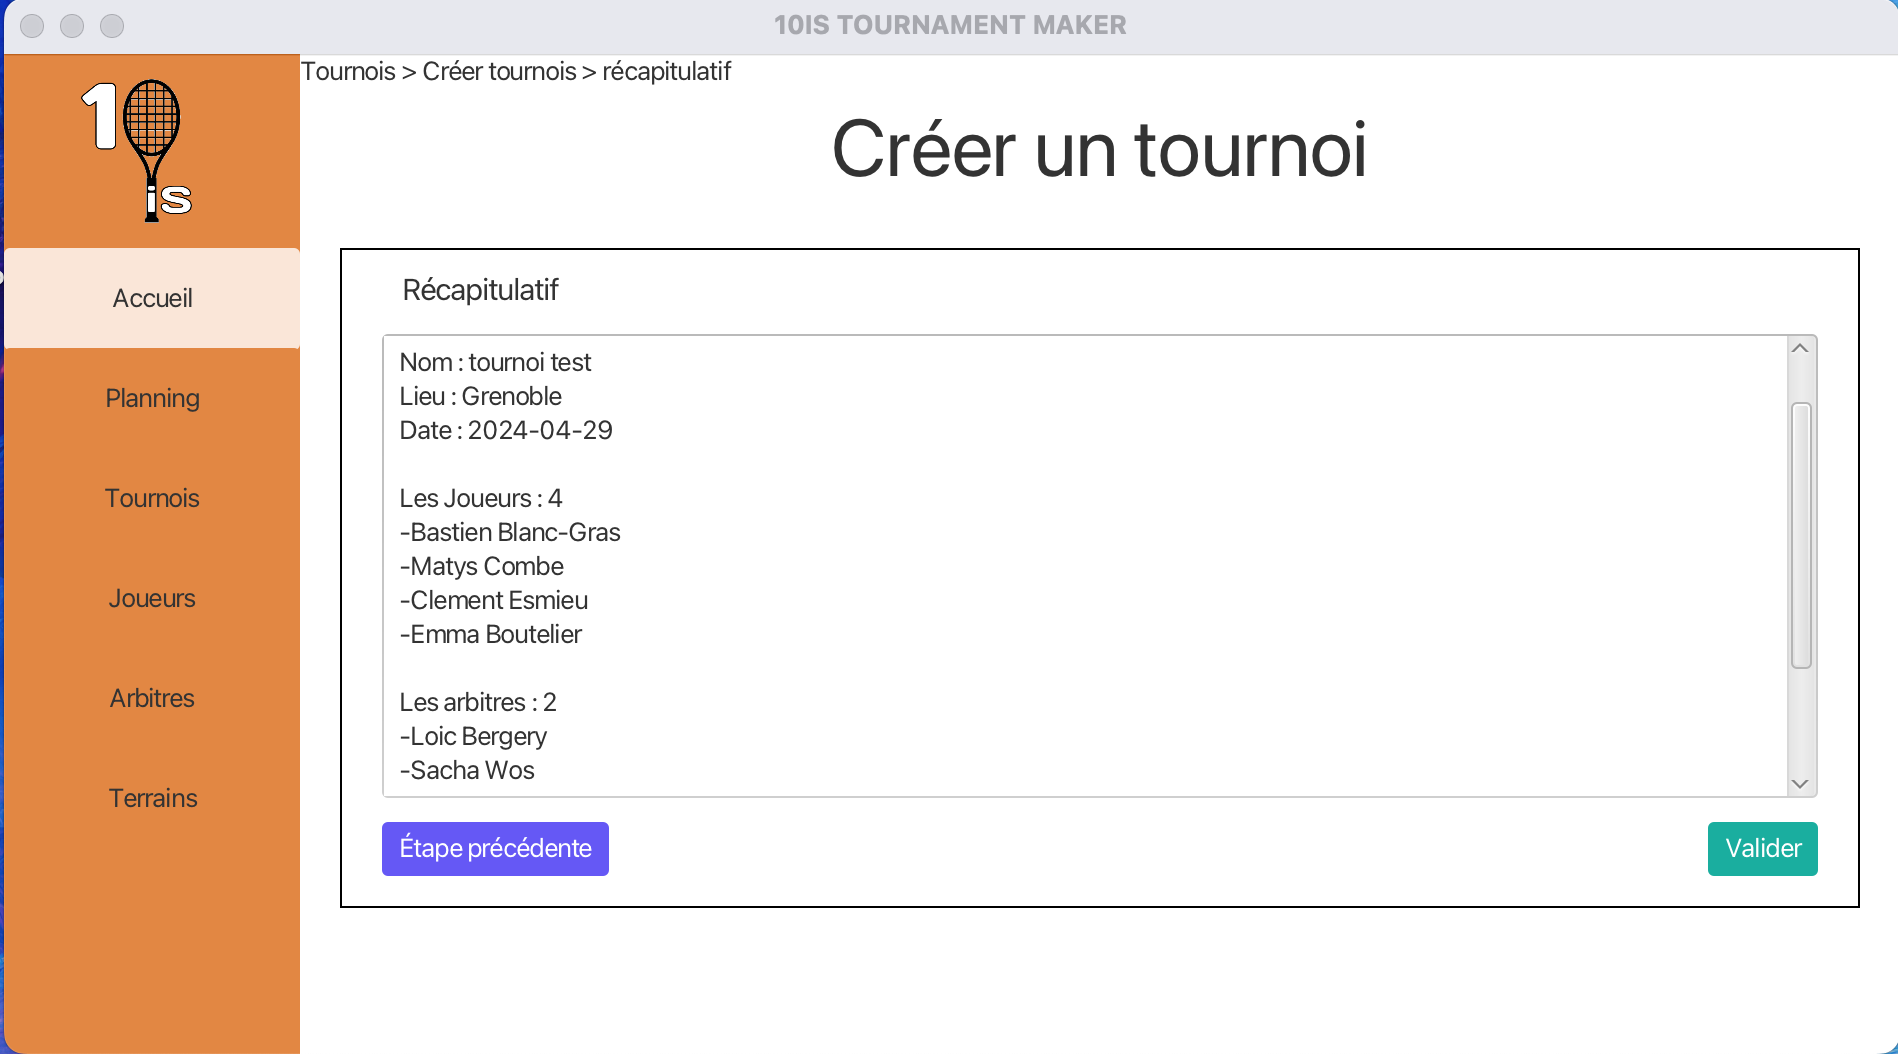 10IS TOURNAMENT MAKER
10
is
Tournois > Créer tournois > récapitulatif
Créer un tournoi
Accueil
Planning
Tournois
Joueurs
Arbitres
Terrains
Récapitulatif
Nom : tournoi test
Lieu : Grenoble
Date : 2024-04-29
Les Joueurs : 4
-Bastien Blanc-Gras
-Matys Combe
-Clement Esmieu
-Emma Boutelier
Les arbitres : 2
-Loic Bergery
-Sacha Wos
Étape précédente
Valider